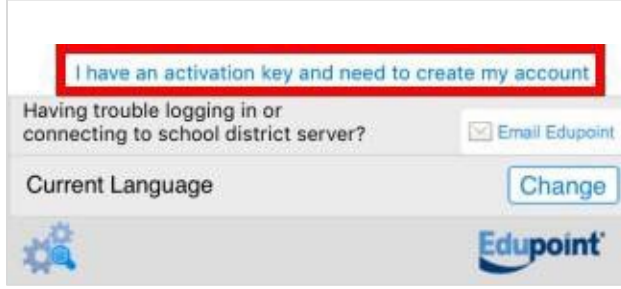 I have an activation key and need to create my account
Having trouble logging in or
connecting to school district server?
Email Edupoint
Current Language
Change
Edupoint